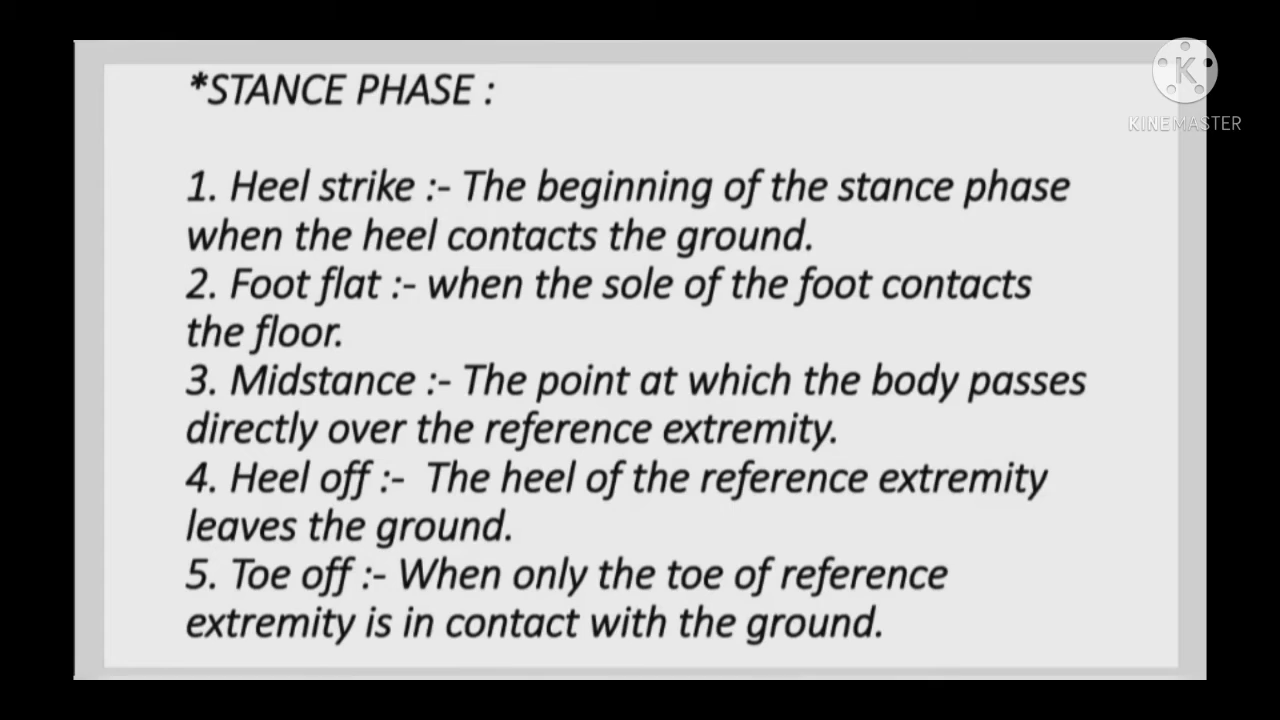 *STANCE PHASE :
1. Heel strike :- The beginning of the stance phase
when the heel contacts the ground.
2. Foot flat :- when the sole of the foot contacts
the floor.
3. Midstance :- The point at which the body passes
directly over the reference extremity.
4. Heel off :-  The heel of the reference extremity
leaves the ground.
5. Toe off :- When only the toe of reference
extremity is in contact with the ground.
K
KINEMASTER